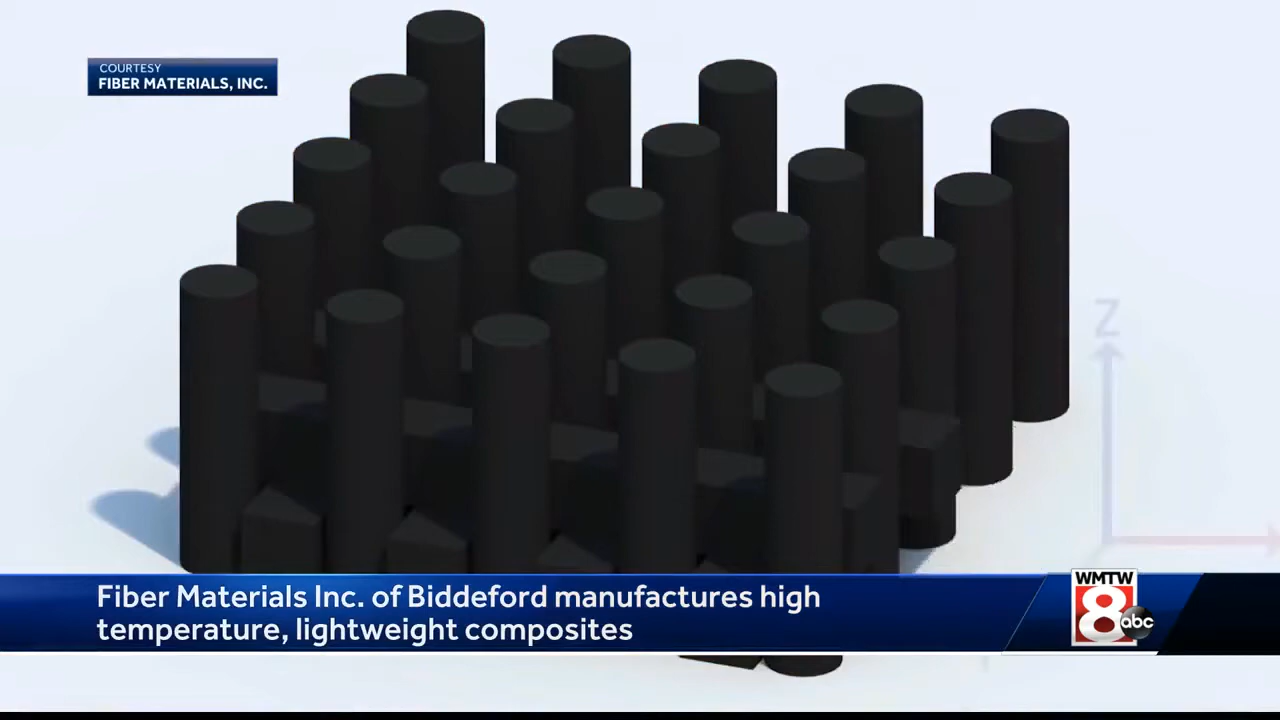 COURTESY
FIBER MATERIALS, INC.
Z
Fiber Materials Inc. of Biddeford manufactures high
temperature, lightweight composites
WMTW
8
abc